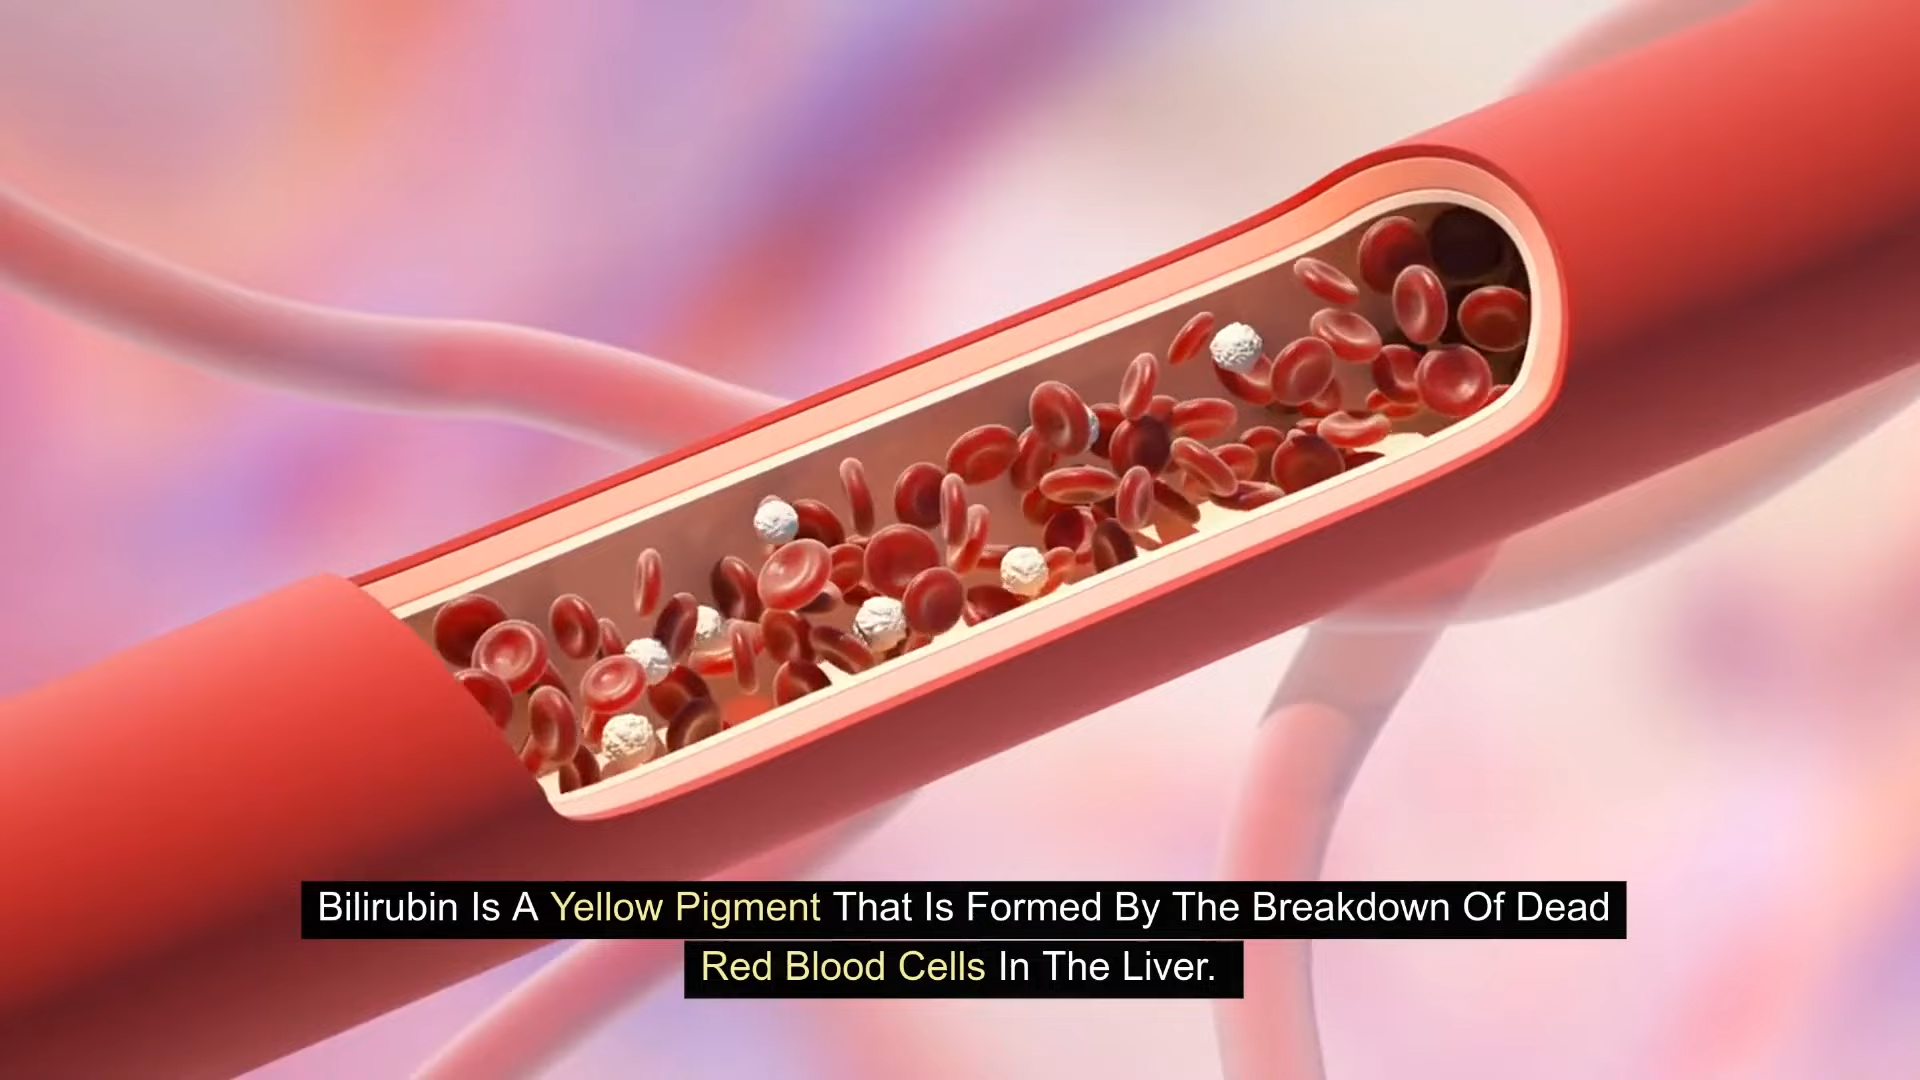 Bilirubin Is A Yellow Pigment That Is Formed By The Breakdown Of Dead
Red Blood Cells In The Liver.